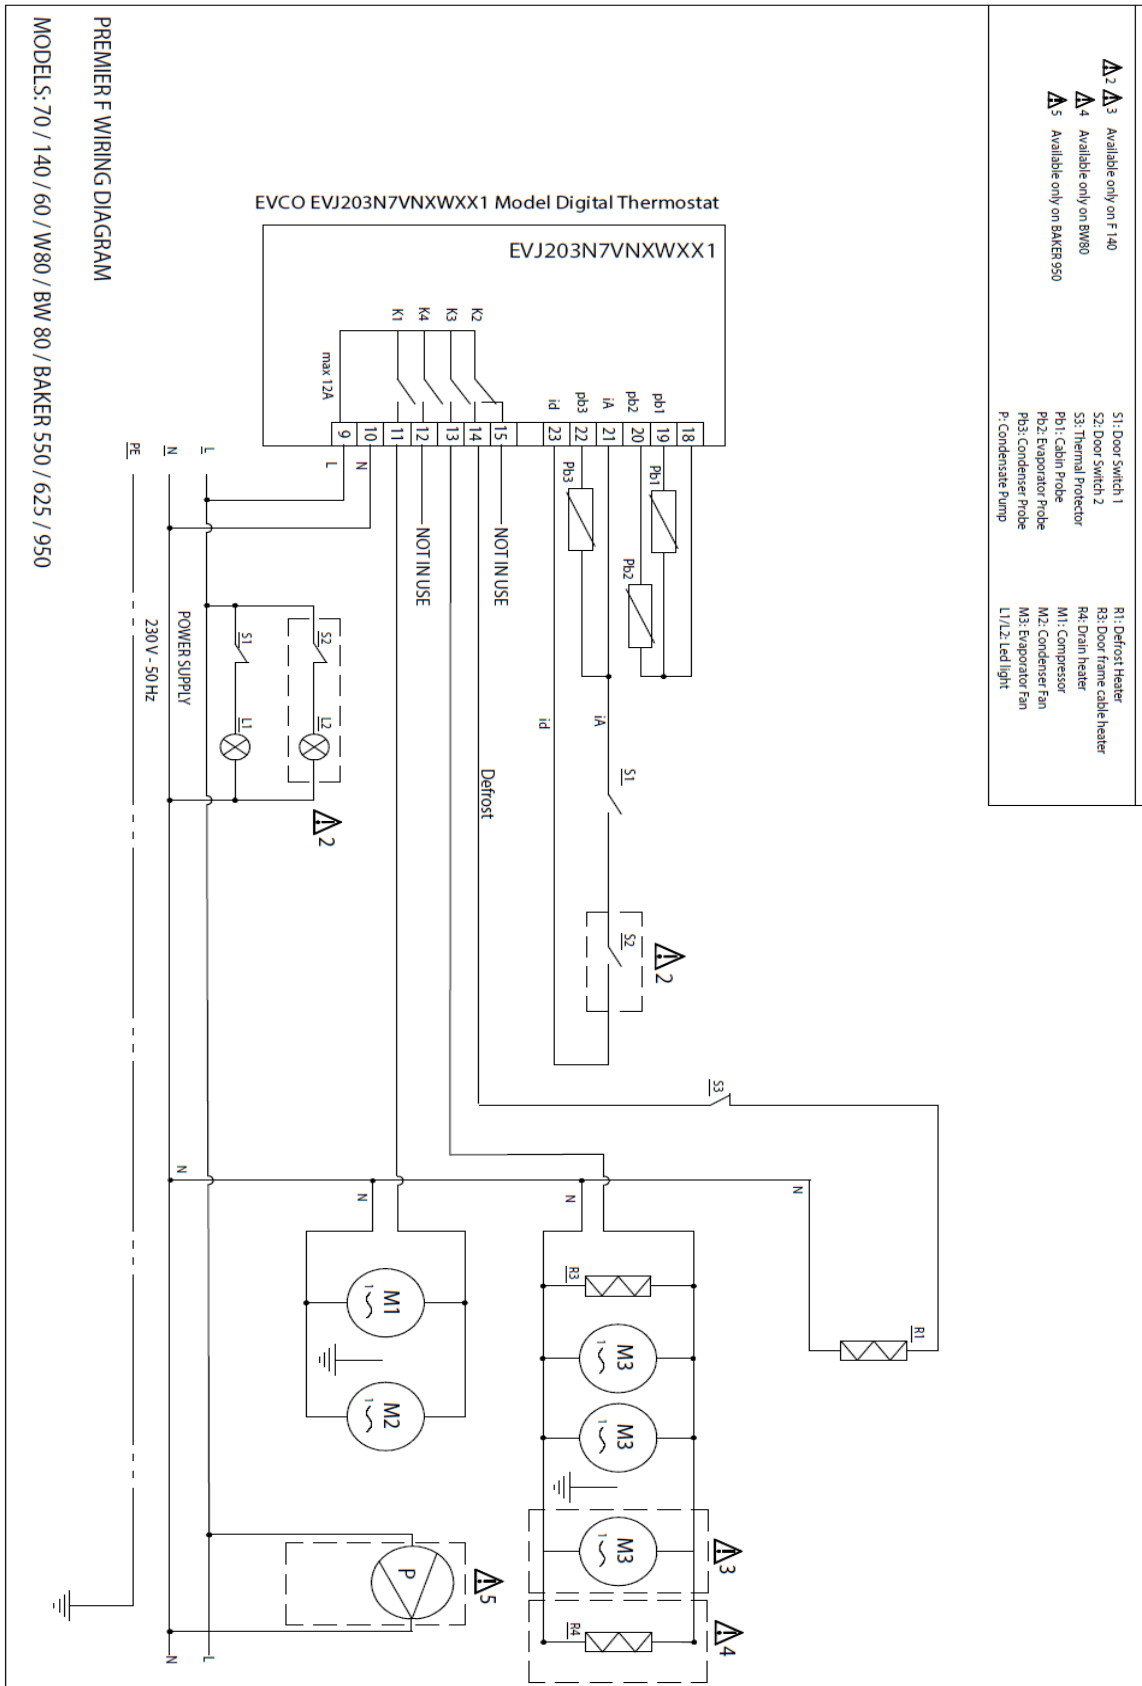 PREMIER F WIRING DIAGRAM
MODELS: 70 / 140 / 60 / W80 / BW 80 / BAKER 550 / 625 / 950
2 3 Available only on F 140
4 Available only on BW80
5 Available only on BAKER 950
S1: Door Switch 1
S2: Door Switch 2
S3: Thermal Protector
Pb1: Cabin Probe
Pb2: Evaporator Probe
Pb3: Condenser Probe
P: Condensate Pump
R1: Defrost Heater
R3: Door frame cable heater
R4: Drain heater
M1: Compressor
M2: Condenser Fan
M3: Evaporator Fan
L1/L2: Led light
EVCO EVJ203N7VNXWXX1 Model Digital Thermostat
EVJ203N7VNXWXX1
K1 K4 K3 K2
max 12A
id pb3 iA pb2 pb1
9 10 11 12 13 14 15 23 22 21 20 19 18
L N
NOT IN USE
NOT IN USE
Pb3 Pb1
Pb2
PE N L
POWER SUPPLY
230V - 50 Hz
S1 S2
L1 L2
2
id iA
S1
Defrost
S2
2
S3
N N N N
R3
R1
M1
1
M3
1
M2
1
M3
1
M3
1
3
P
5
R4
4
N L